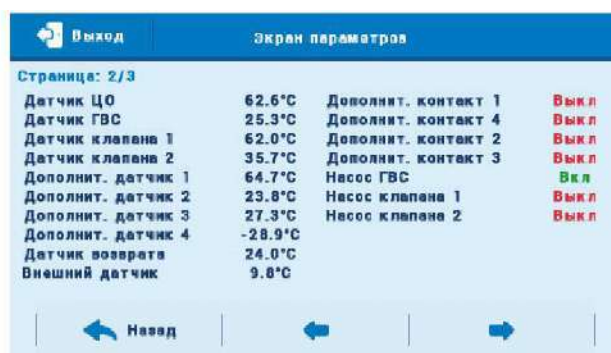 Выход
Экран параметров
Страница: 2/3
Датчик ЦО 62.6°C Дополнит. контакт 1 Выкл
Датчик ГВС 25.3°C Дополнит. контакт 4 Выкл
Датчик клапана 1 62.0°C Дополнит. контакт 2 Выкл
Датчик клапана 2 35.7°C Дополнит. контакт 3 Выкл
Дополнит. датчик 1 64.7°C Насос ГВС Вкл
Дополнит. датчик 2 23.8°C Насос клапана 1 Выкл
Дополнит. датчик 3 27.3°C Насос клапана 2 Выкл
Дополнит. датчик 4 -28.9°C
Датчик возврата 24.0°C
Внешний датчик 9.8°C
Назад